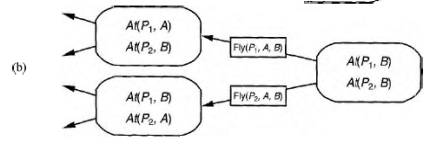 At(P1, A)
At(P2, B)
Fly(P1, A, B)
At(P1, B)
At(P2, B)
(b)
At(P1, B)
At(P2, A)
Fly(P2, A, B)